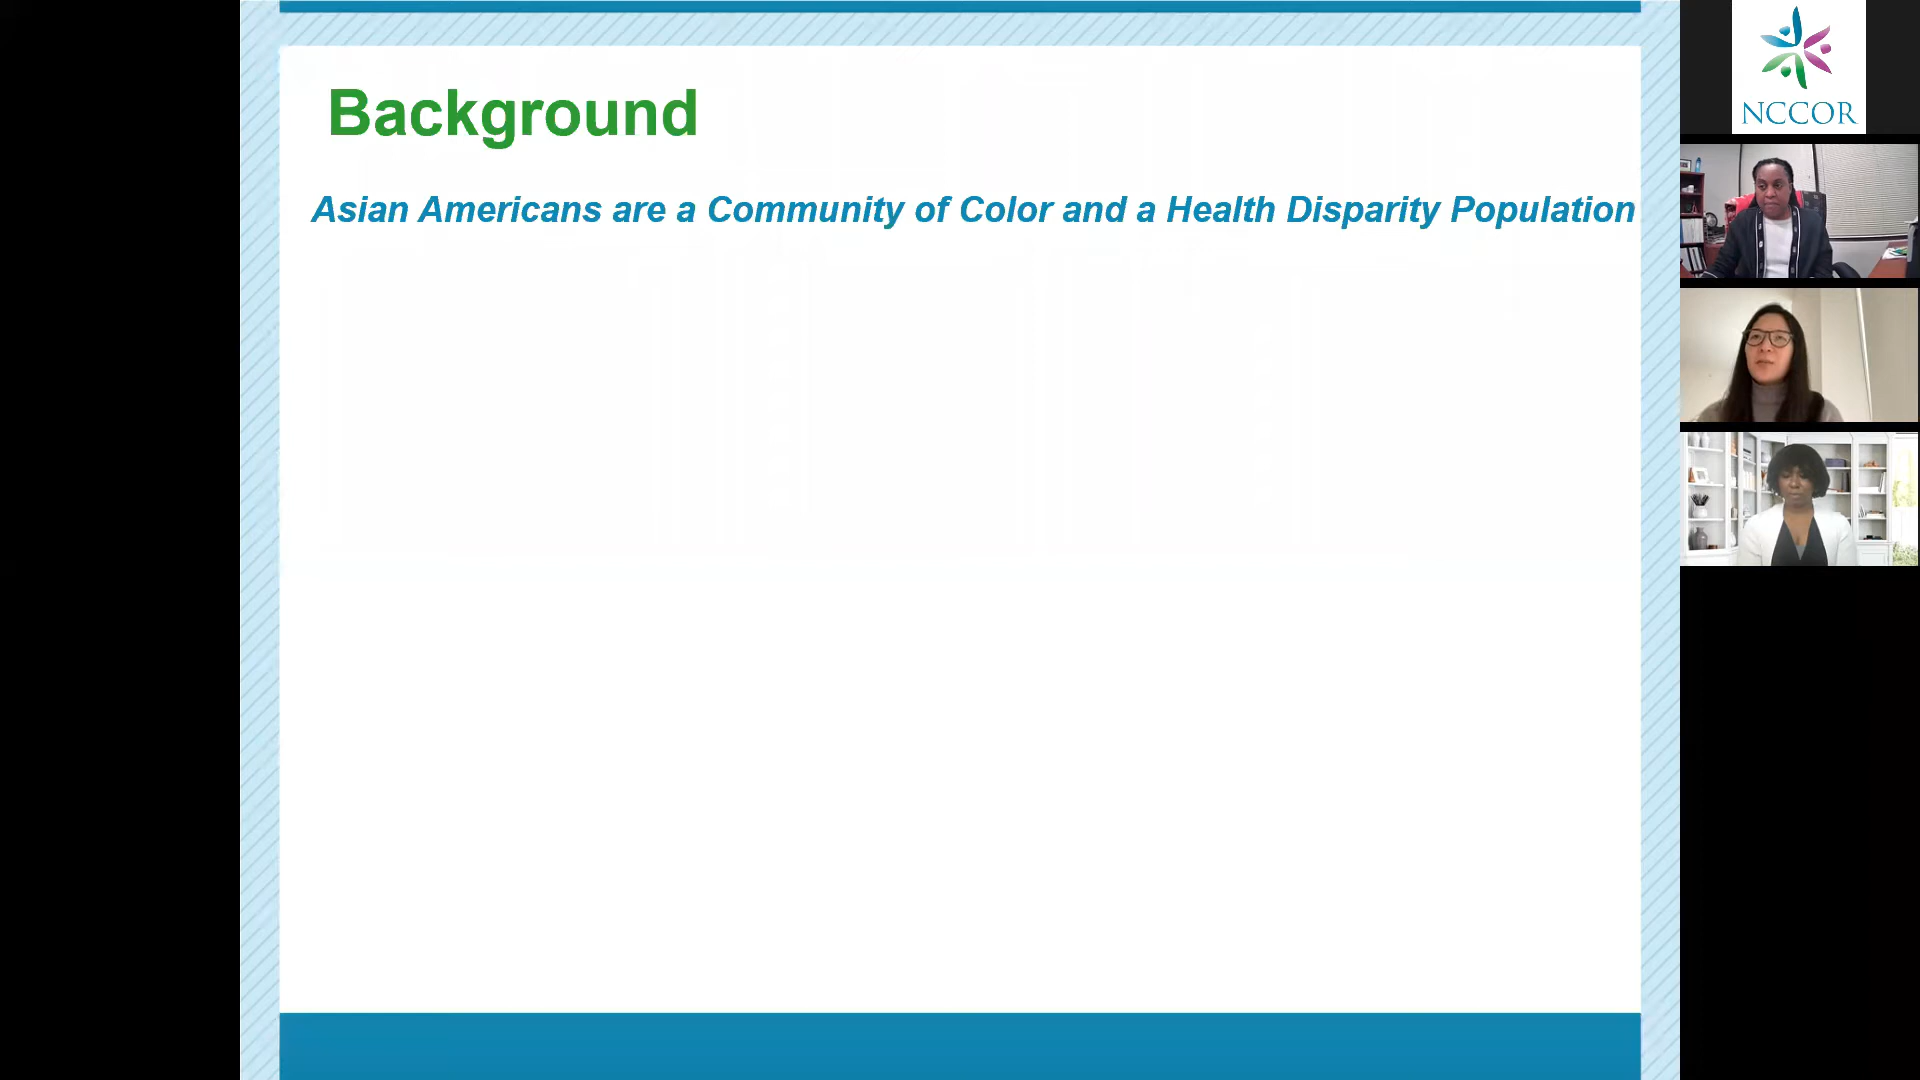 Background
Asian Americans are a Community of Color and a Health Disparity Population
NCCOR